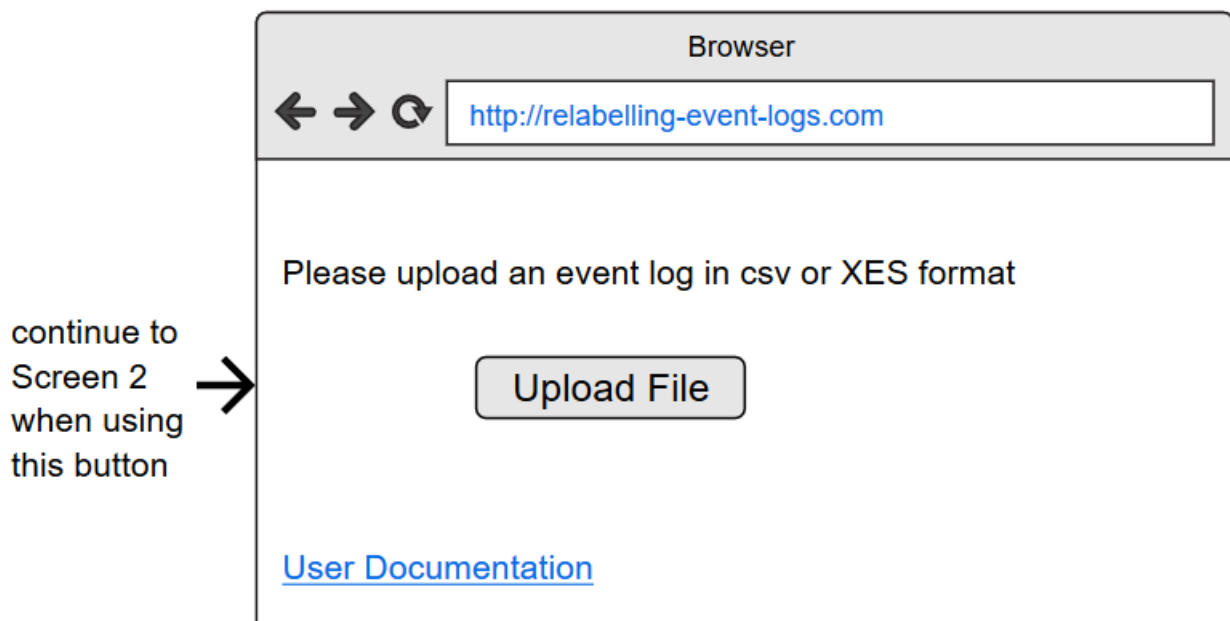 Browser
http://relabelling-event-logs.com
Please upload an event log in csv or XES format
continue to
Screen 2
when using
this button
Upload File
User Documentation